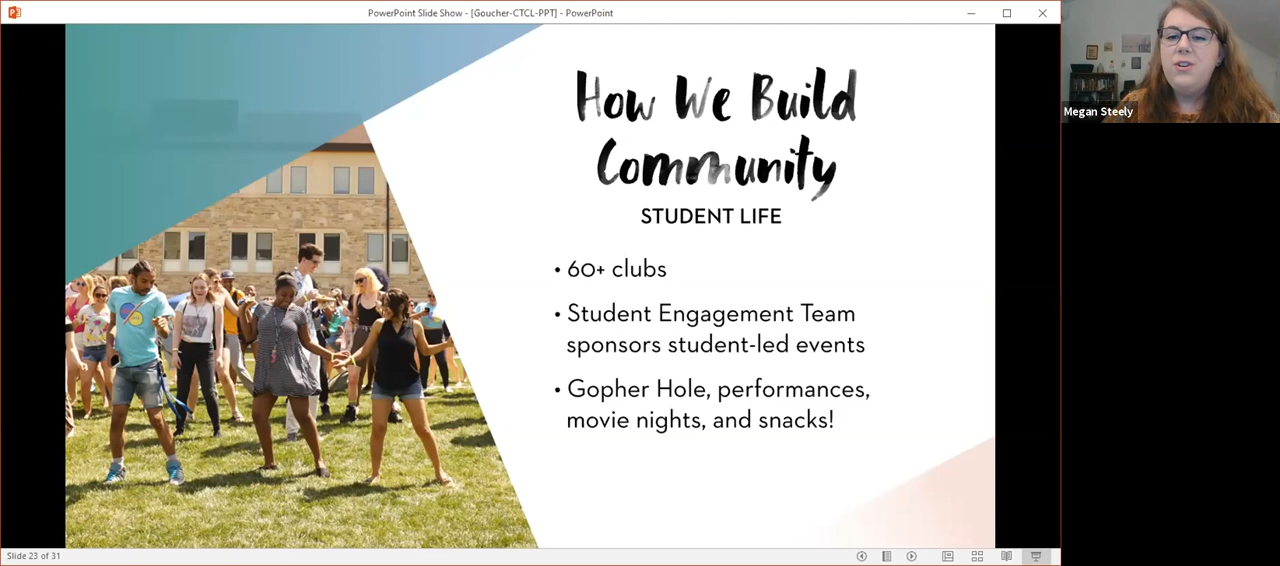 PowerPoint Slide Show - [Goucher-CTCL-PPT] - PowerPoint
How We Build
Community
STUDENT LIFE
• 60+ clubs
• Student Engagement Team
sponsors student-led events
• Gopher Hole, performances,
movie nights, and snacks!
Megan Steely
Slide 23 of 31